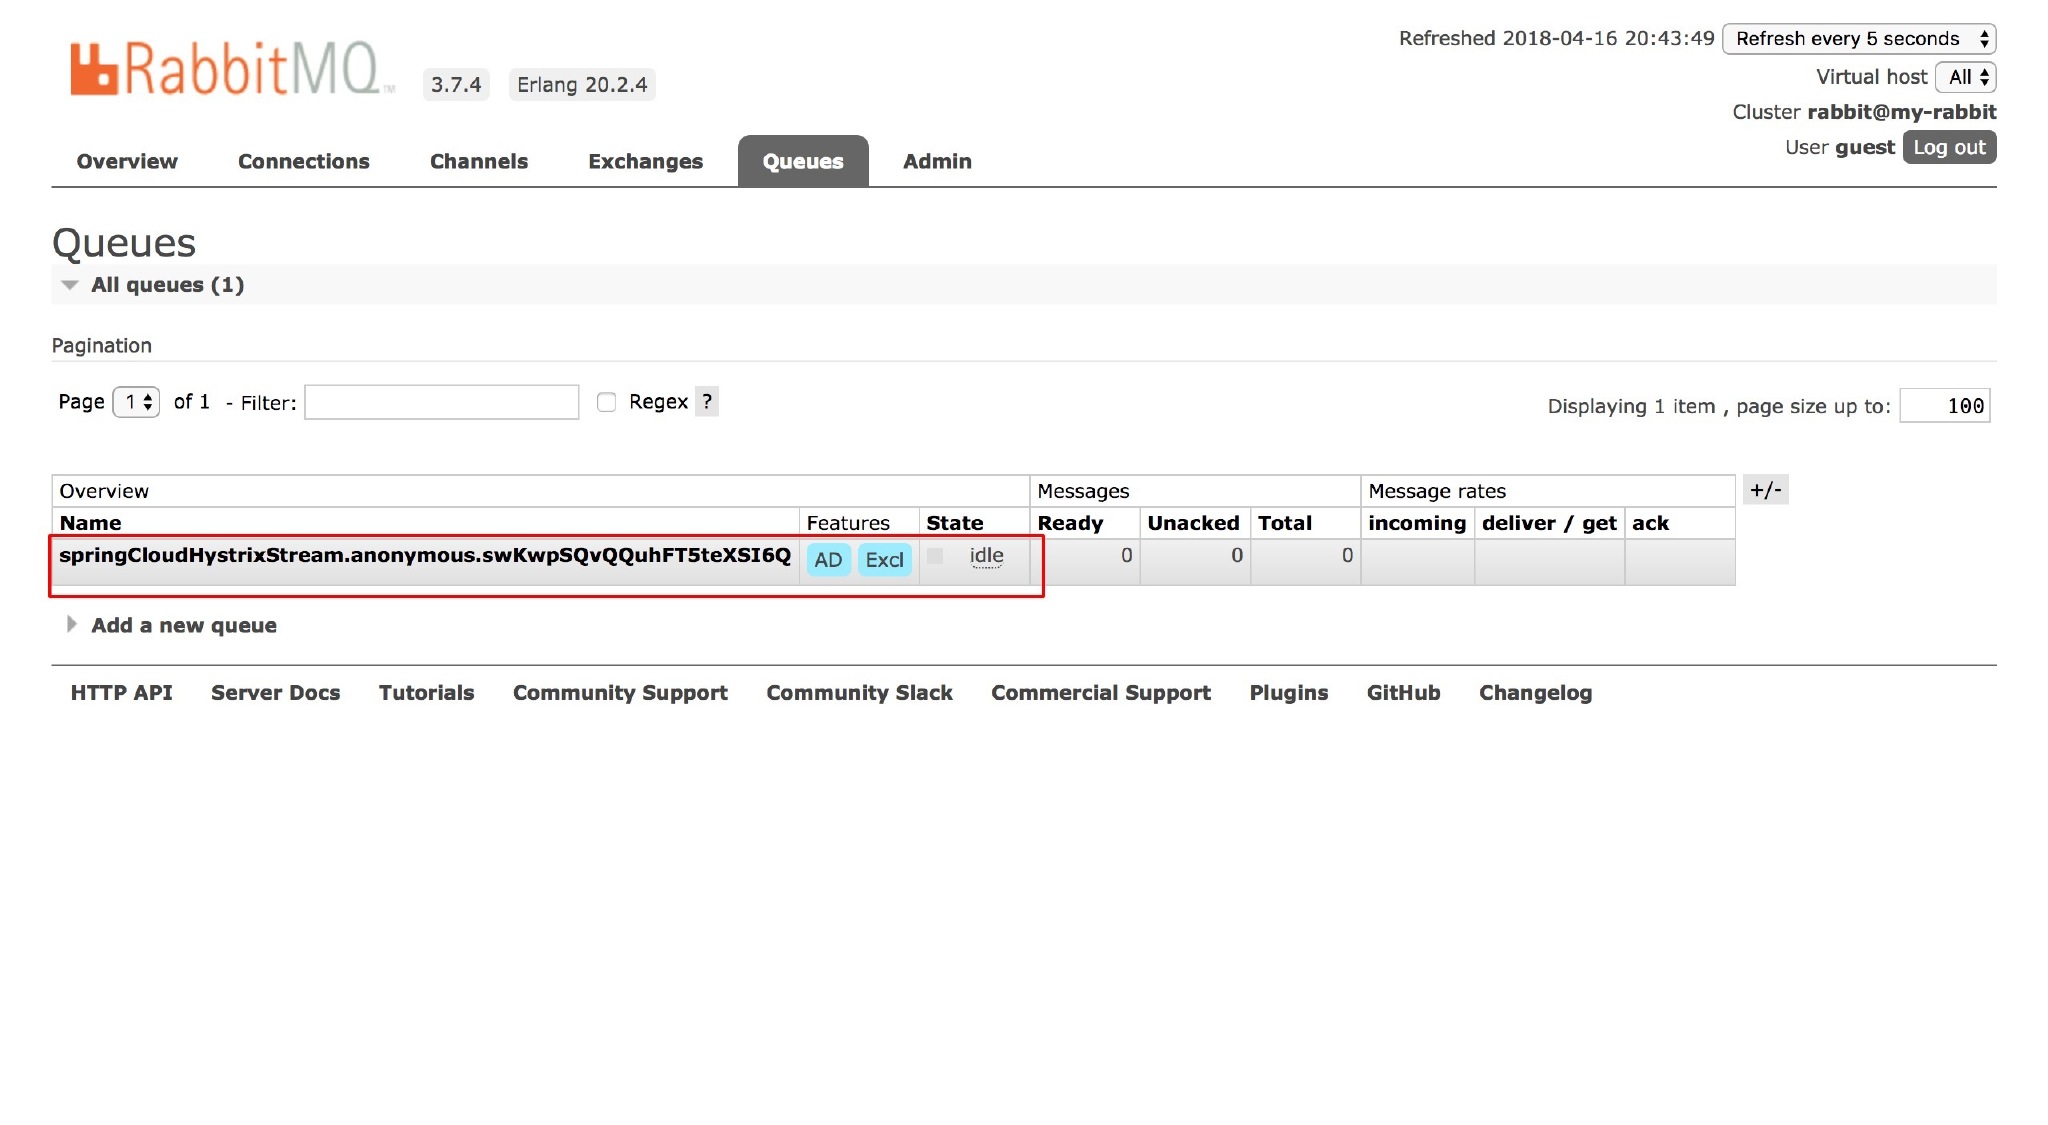 RabbitMQ TM 3.7.4 Erlang 20.2.4
Refreshed 2018-04-16 20:43:49 Refresh every 5 seconds
Virtual host All
Cluster rabbit@my-rabbit
User guest Log out
Overview Connections Channels Exchanges Queues Admin
Queues
All queues (1)
Pagination
Page 1 of 1 - Filter: Regex ? Displaying 1 item , page size up to: 100
Overview Messages Message rates +/-
Name Features State Ready Unacked Total incoming deliver / get ack
springCloudHystrixStream.anonymous.swKwpSQvQQuhFT5teXSI6Q AD Excl idle 0 0 0
Add a new queue
HTTP API Server Docs Tutorials Community Support Community Slack Commercial Support Plugins GitHub Changelog